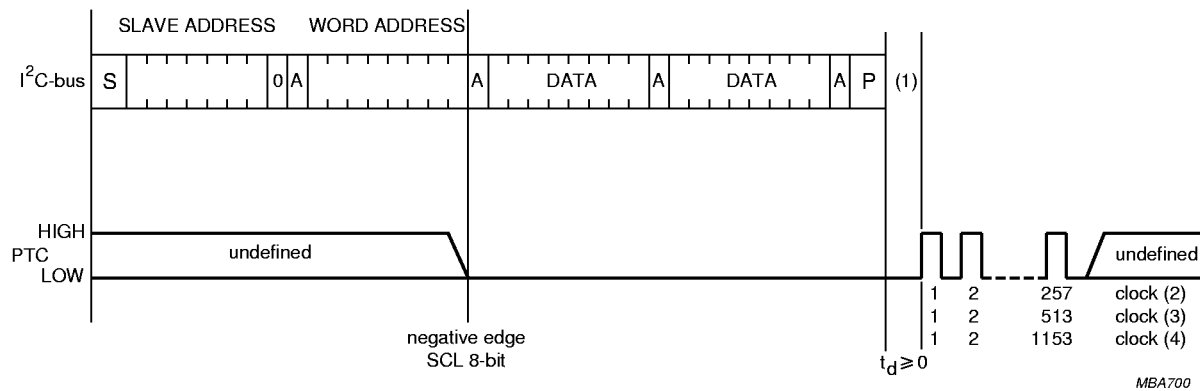 SLAVE ADDRESS WORD ADDRESS
I²C-bus S 0 A A DATA A DATA A P (1)
HIGH
PTC undefined undefined
LOW
1 2 257 clock (2)
1 2 513 clock (3)
1 2 1153 clock (4)
negative edge
SCL 8-bit
td ≥ 0
MBA700